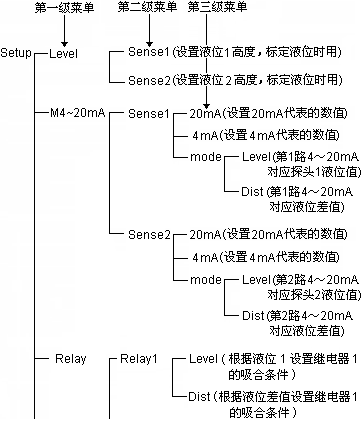 第一级菜单 第二级菜单 第三级菜单
Setup Level Sense1(设置液位1高度,标定液位时用)
Sense2(设置液位2高度,标定液位时用)
M4~20mA Sense1 20mA(设置20mA代表的数值)
4mA(设置4mA代表的数值)
mode Level(第1路4～20mA
对应探头1液位值)
Dist(第1路4～20mA
对应液位差值)
Sense2 20mA(设置20mA代表的数值)
4mA(设置4mA代表的数值)
mode Level(第2路4～20mA
对应探头2液位值)
Dist(第2路4～20mA
对应液位差值)
Relay Relay1 Level(根据液位1设置继电器1
的吸合条件)
Dist(根据液位差值设置继电器1
的吸合条件)